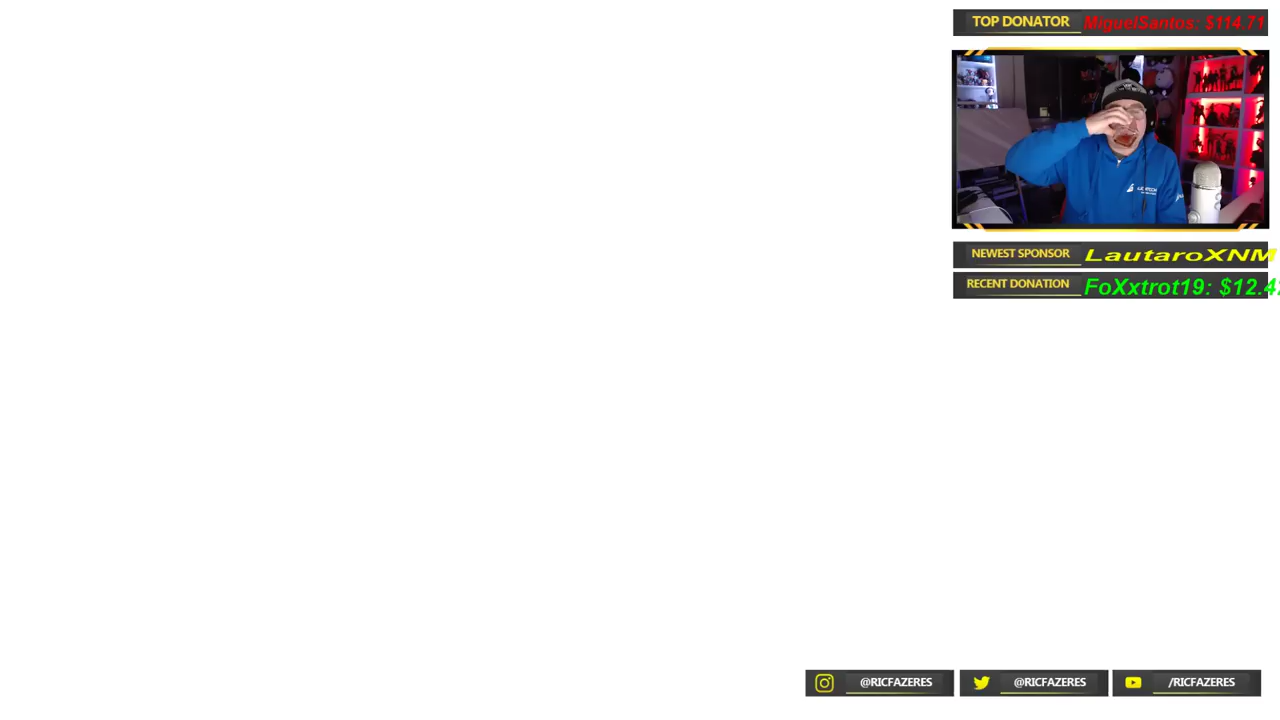 TOP DONATOR MiguelSantos: $114.71
NEWEST SPONSOR LautaroXNM
RECENT DONATION FoXxtrot19: $12.4
@RICFAZERES @RICFAZERES /RICFAZERES